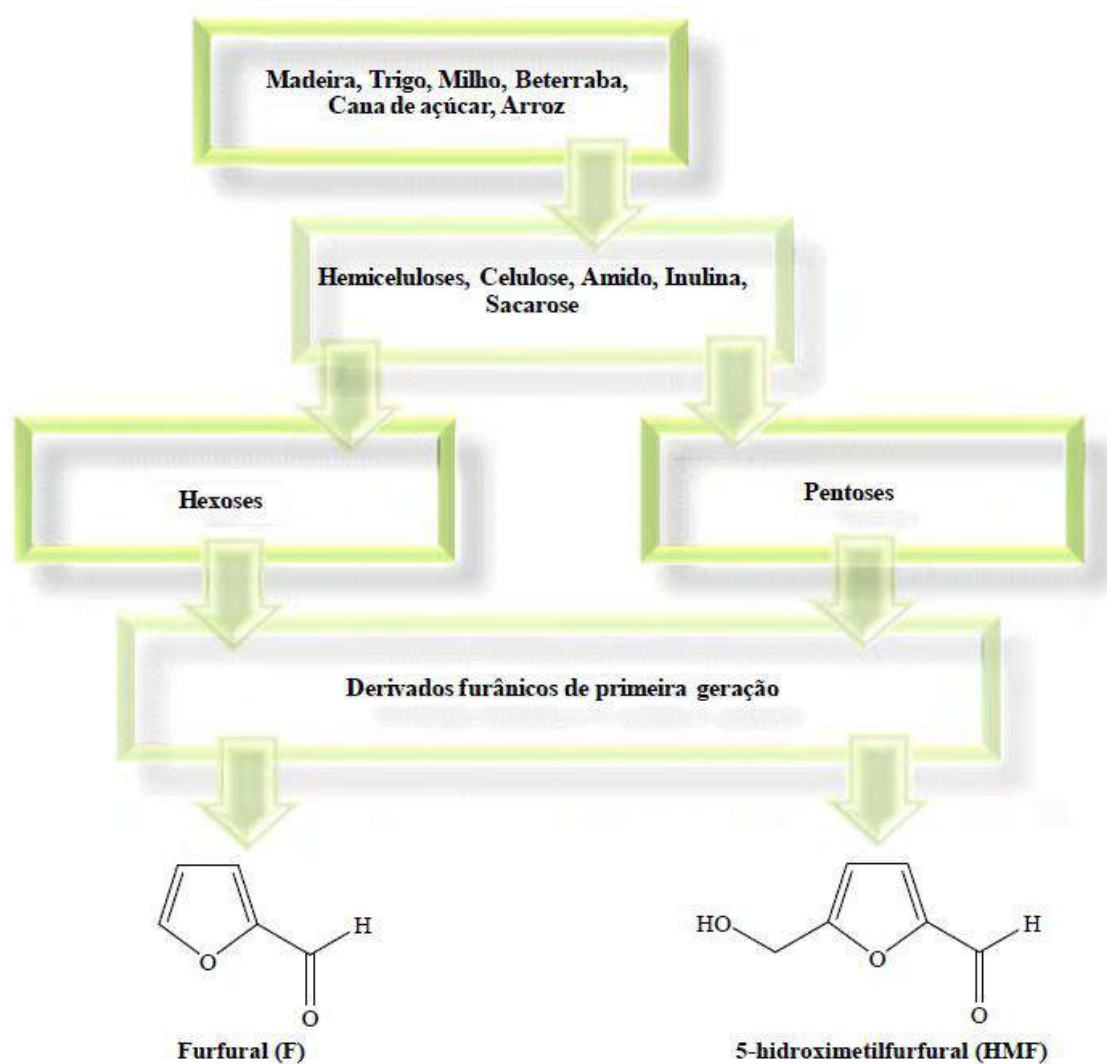 Madeira, Trigo, Milho, Beterraba,
Cana de açúcar, Arroz
Hemiceluloses, Celulose, Amido, Inulina,
Sacarose
Hexoses
Pentoses
Derivados furânicos de primeira geração
O
H
O
HO
O
H
O
Furfural (F)
5-hidroximetilfurfural (HMF)